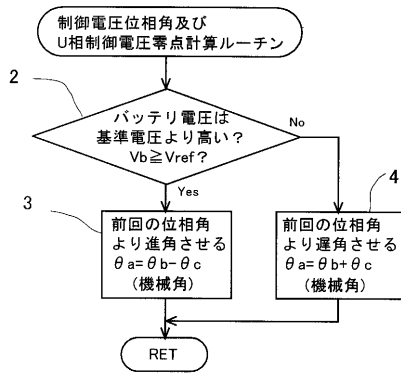 制御電圧位相角及び
U相制御電圧零点計算ルーチン
2
バッテリ電圧は
基準電圧より高い?
Vb≧Vref?
No
Yes
3
前回の位相角
より進角させる
θa=θb-θc
(機械角)
4
前回の位相角
より遅角させる
θa=θb+θc
(機械角)
RET